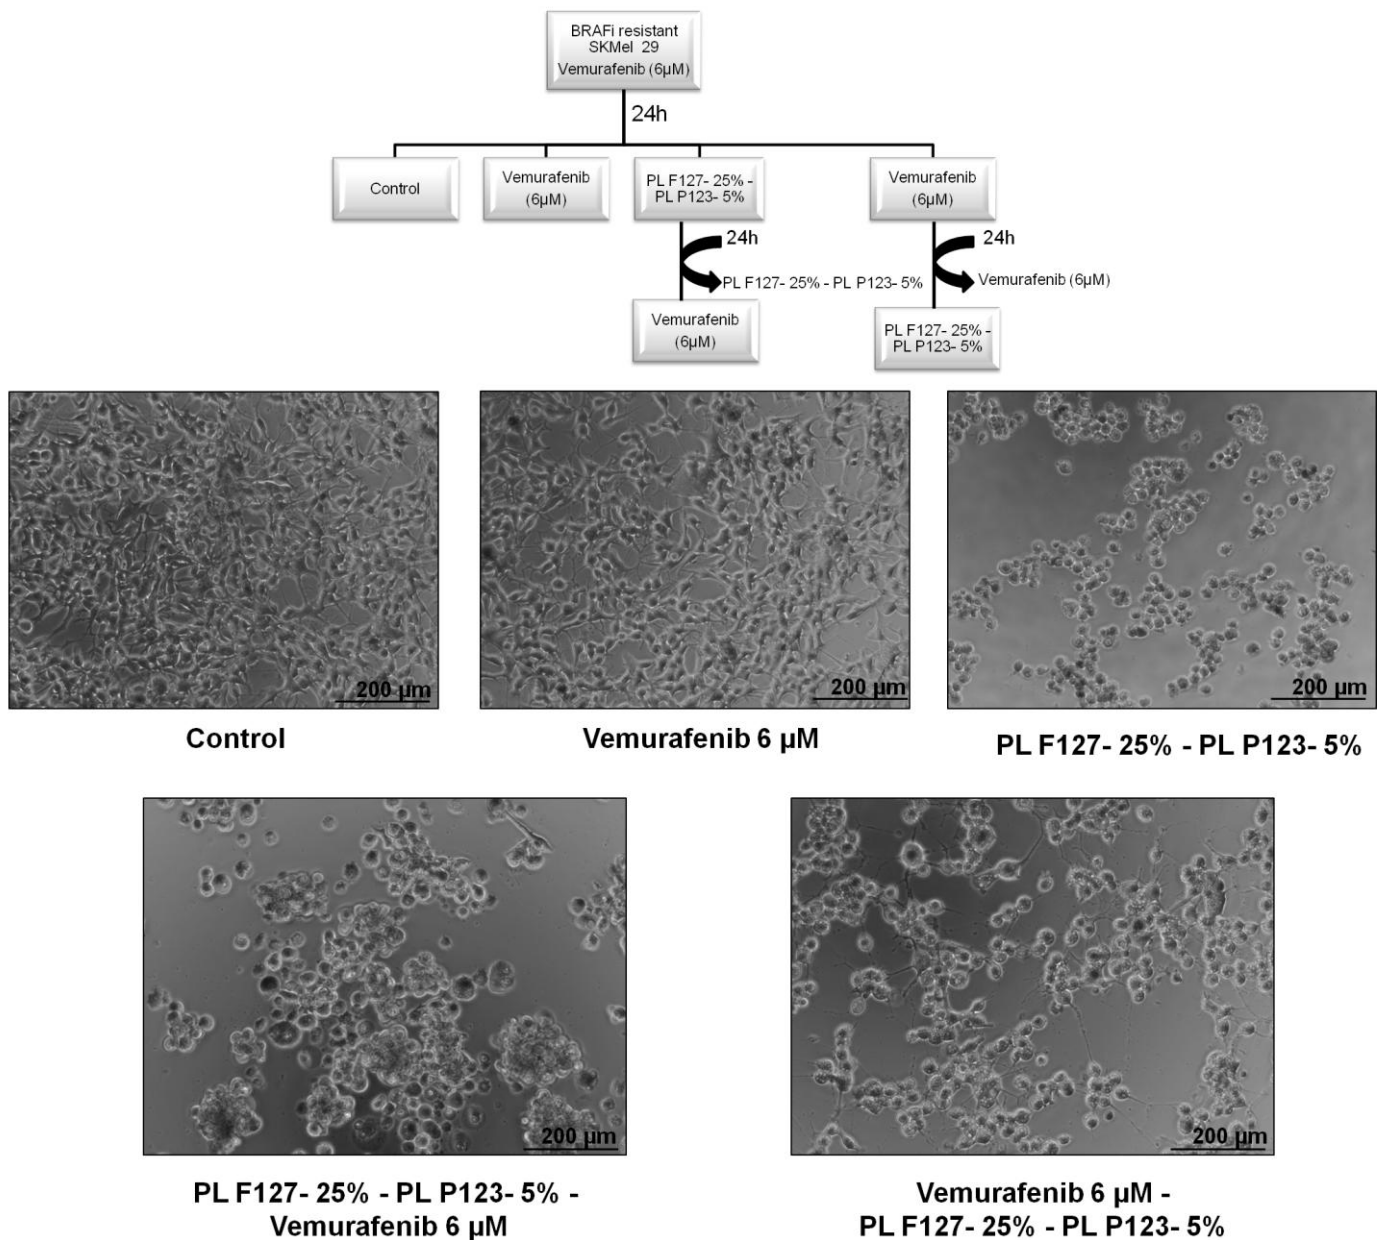 BRAFi resistant
SKMel 29
Vemurafenib (6µM)
24h
Control
Vemurafenib
(6µM)
PL F127- 25% -
PL P123- 5%
Vemurafenib
(6µM)
24h
24h
PL F127- 25% - PL P123- 5%
Vemurafenib (6µM)
Vemurafenib
(6µM)
PL F127- 25% -
PL P123- 5%
200 µm
200 µm
200 µm
Control
Vemurafenib 6 µM
PL F127- 25% - PL P123- 5%
200 µm
200 µm
PL F127- 25% - PL P123- 5% -
Vemurafenib 6 µM
Vemurafenib 6 µM -
PL F127- 25% - PL P123- 5%